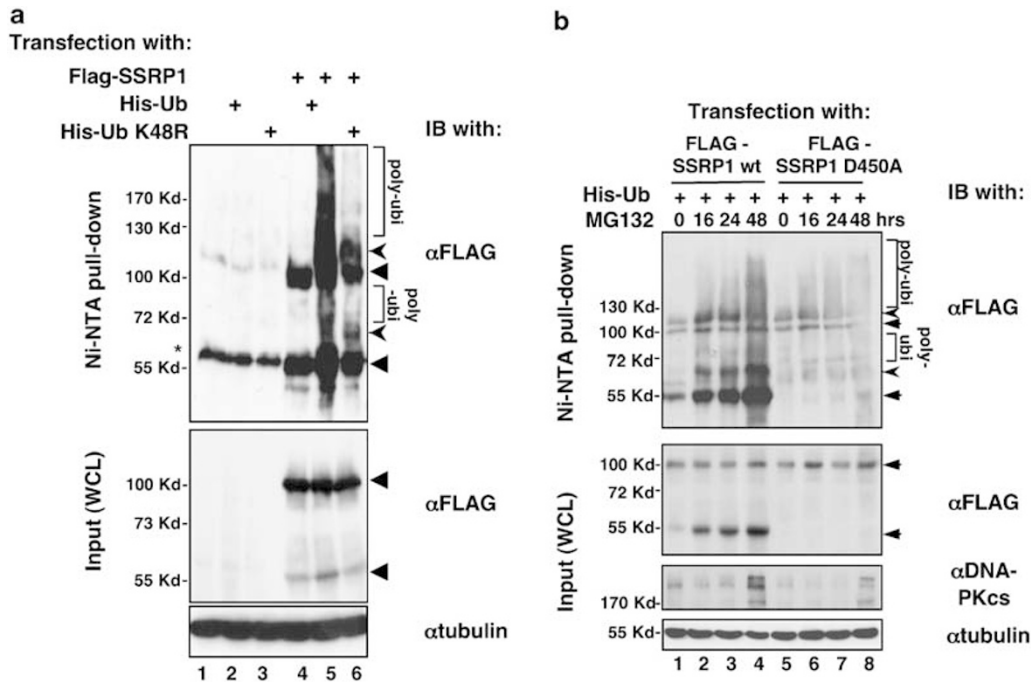 a
Transfection with:
Flag-SSRP1 + + +
His-Ub + +
His-Ub K48R + +
IB with:
Ni-NTA pull-down
170 Kd-
130 Kd-
100 Kd-
72 Kd-
*
55 Kd-
poly-ubi
poly
-ubi
αFLAG
Input (WCL)
100 Kd-
73 Kd-
55 Kd-
αFLAG
αtubulin
1 2 3 4 5 6
b
Transfection with:
FLAG - FLAG -
SSRP1 wt SSRP1 D450A
IB with:
His-Ub + + + + + + + +
MG132 0 16 24 48 0 16 24 48 hrs
Ni-NTA pull-down
130 Kd-
100 Kd-
72 Kd-
55 Kd-
poly-ubi
poly-
ubi
αFLAG
Input (WCL)
100 Kd-
72 Kd-
55 Kd-
αFLAG
170 Kd-
αDNA-
PKcs
55 Kd-
αtubulin
1 2 3 4 5 6 7 8